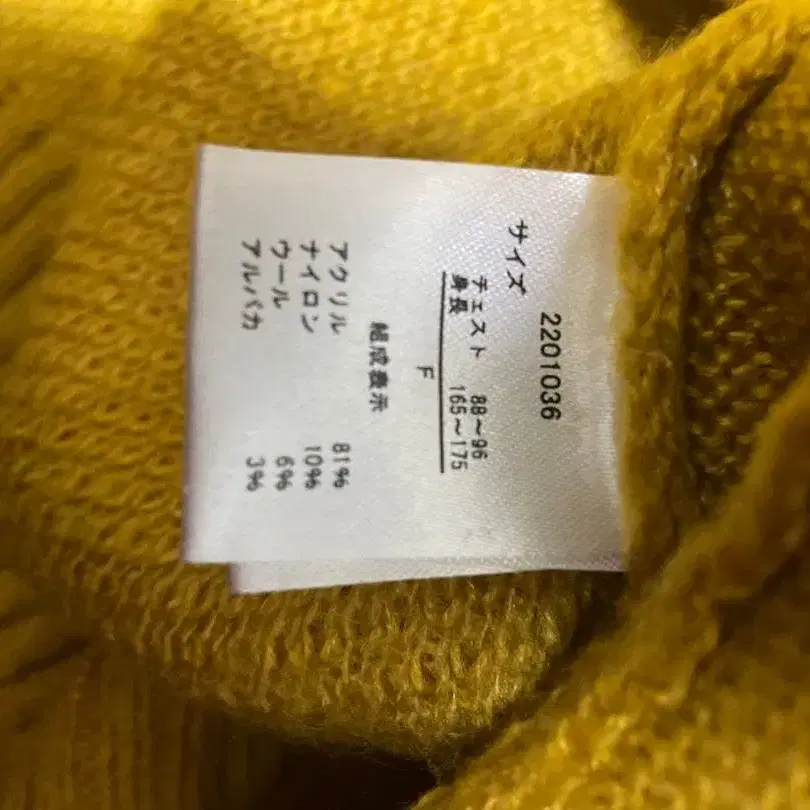 2201036
サイズ
チェスト 88～96
身長 165～175
F
組成表示
アクリル 81%
ナイロン 10%
ウール 6%
アルパカ 3%